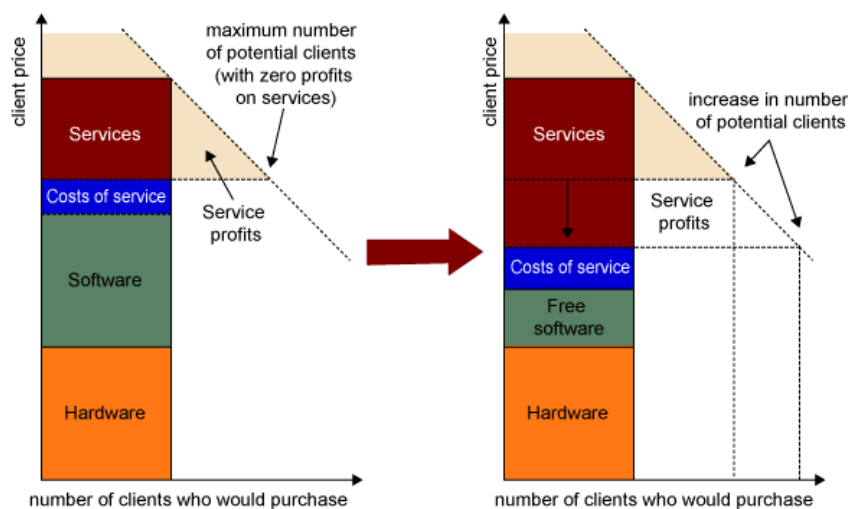 client price
maximum number
of potential clients
(with zero profits
on services)
Services
Costs of service
Service
profits
Software
Hardware
number of clients who would purchase
client price
increase in number
of potential clients
Services
Service
profits
Costs of service
Free
software
Hardware
number of clients who would purchase